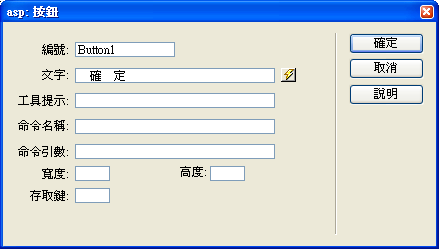 asp: 按鈕
編號: Button1
文字: 確 定
工具提示:
命令名稱:
命令引數:
寬度: 高度:
存取鍵:
確定
取消
說明